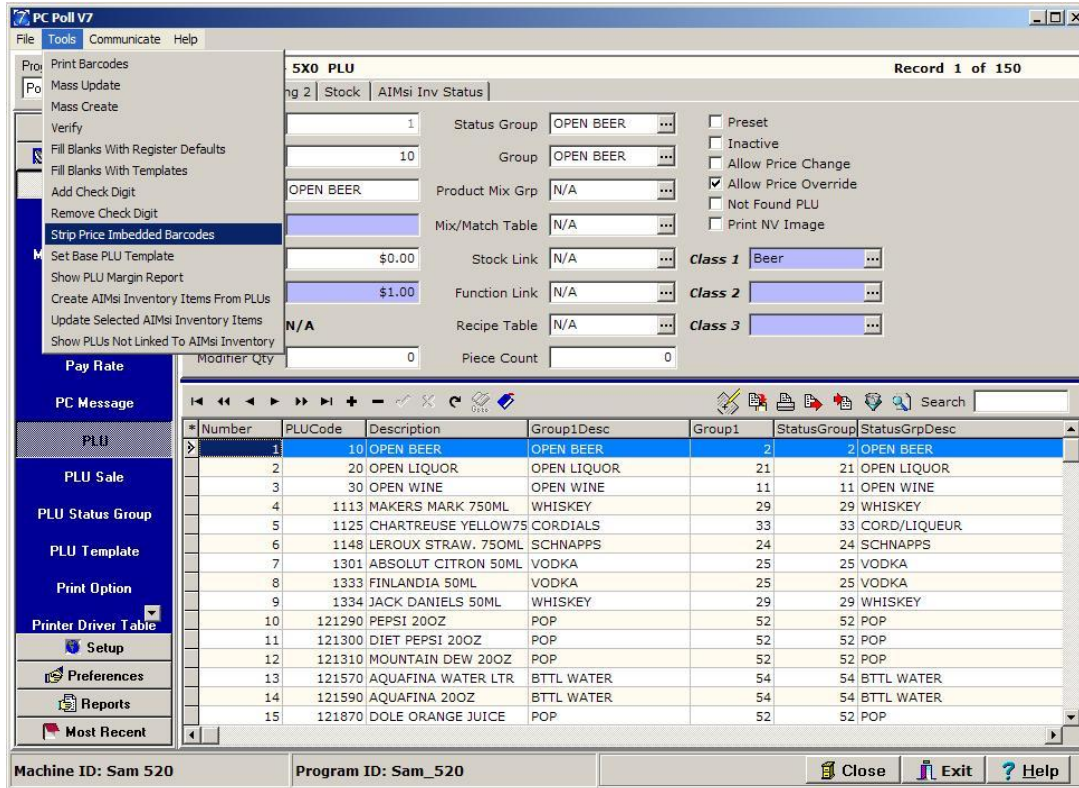 PC Poll V7
File Tools Communicate Help
Print Barcodes
Mass Update
Mass Create
Verify
Fill Blanks With Register Defaults
Fill Blanks With Templates
Add Check Digit
Remove Check Digit
Strip Price Imbedded Barcodes
Set Base PLU Template
Show PLU Margin Report
Create AIMsi Inventory Items From PLUs
Update Selected AIMsi Inventory Items
Show PLUs Not Linked To AIMsi Inventory
5X0 PLU Record 1 of 150
2 Stock AIMsi Inv Status
1 Status Group OPEN BEER ... Preset
Inactive
10 Group OPEN BEER ... Allow Price Change
OPEN BEER Product Mix Grp N/A ... Allow Price Override
Not Found PLU
Mix/Match Table N/A ... Print NV Image
$0.00 Stock Link N/A ... Class 1 Beer ...
$1.00 Function Link N/A ... Class 2 ...
N/A Recipe Table N/A ... Class 3 ...
Modifier Qty 0 Piece Count 0
Pay Rate
PC Message
PLU
PLU Sale
PLU Status Group
PLU Template
Print Option
Printer Driver Table
Setup
Preferences
Reports
Most Recent
Search
* Number PLUCode Description Group1Desc Group1 StatusGroup StatusGrpDesc
1 10 OPEN BEER OPEN BEER 2 2 OPEN BEER
2 20 OPEN LIQUOR OPEN LIQUOR 21 21 OPEN LIQUOR
3 30 OPEN WINE OPEN WINE 11 11 OPEN WINE
4 1113 MAKERS MARK 750ML WHISKEY 29 29 WHISKEY
5 1125 CHARTREUSE YELLOW75 CORDIALS 33 33 CORD/LIQUEUR
6 1148 LEROUX STRAW. 750ML SCHNAPPS 24 24 SCHNAPPS
7 1301 ABSOLUT CITRON 50ML VODKA 25 25 VODKA
8 1333 FINLANDIA 50ML VODKA 25 25 VODKA
9 1334 JACK DANIELS 50ML WHISKEY 29 29 WHISKEY
10 121290 PEPSI 20OZ POP 52 52 POP
11 121300 DIET PEPSI 20OZ POP 52 52 POP
12 121310 MOUNTAIN DEW 20OZ POP 52 52 POP
13 121570 AQUAFINA WATER LTR BTTL WATER 54 54 BTTL WATER
14 121590 AQUAFINA 20OZ BTTL WATER 54 54 BTTL WATER
15 121870 DOLE ORANGE JUICE POP 52 52 POP
Machine ID: Sam 520 Program ID: Sam_520 Close Exit ? Help